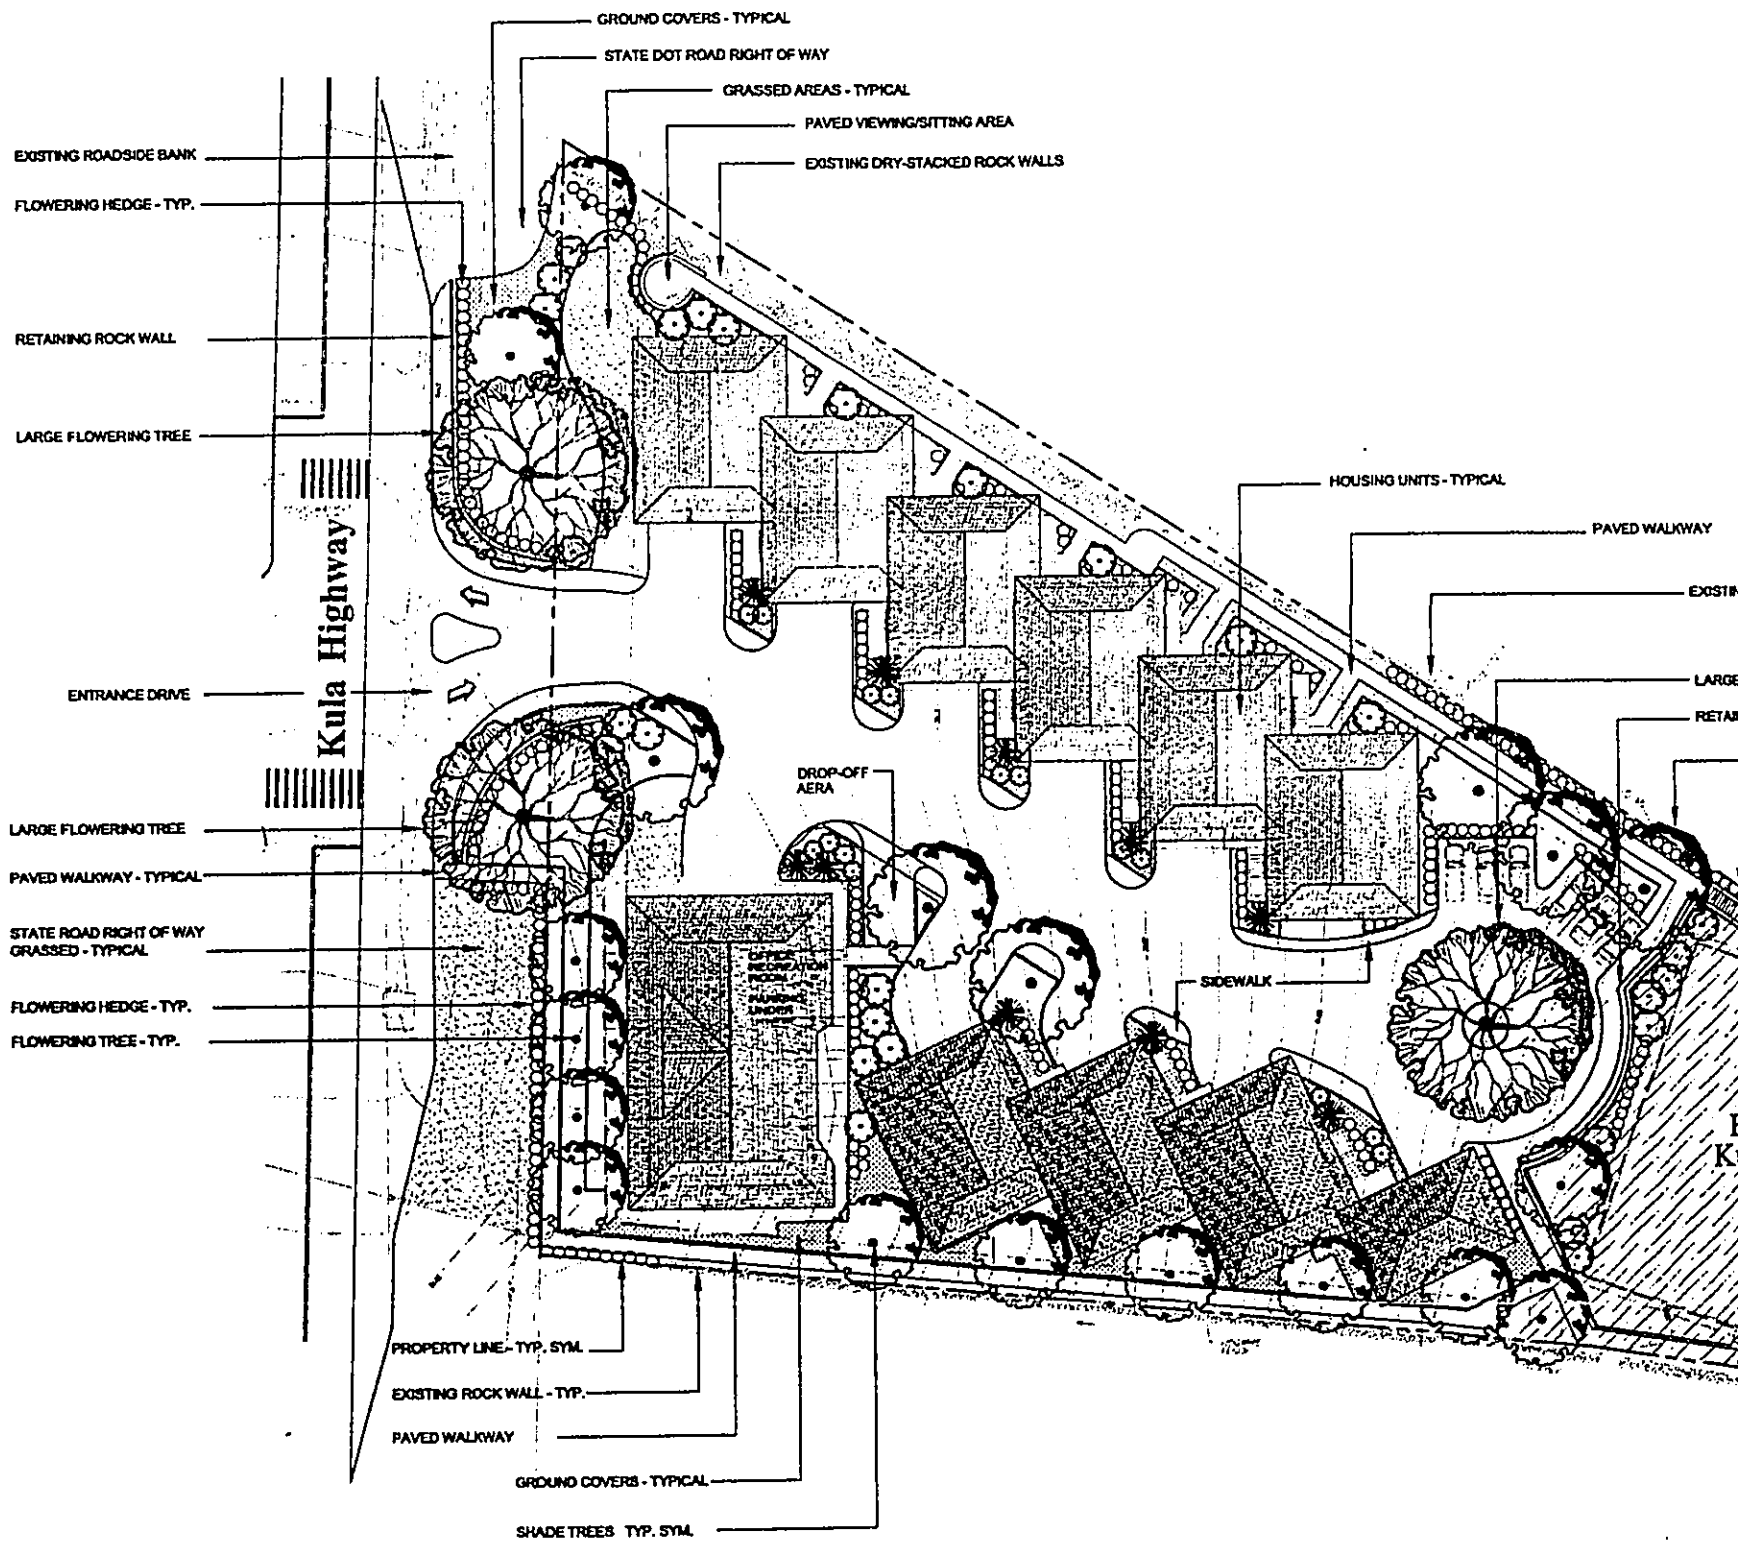 GROUND COVERS - TYPICAL
STATE DOT ROAD RIGHT OF WAY
GRASSED AREAS - TYPICAL
PAVED VIEWING/SITTING AREA
EXISTING DRY-STACKED ROCK WALLS
EXISTING ROADSIDE BANK
FLOWERING HEDGE - TYP.
RETAINING ROCK WALL
LARGE FLOWERING TREE
HOUSING UNITS - TYPICAL
PAVED WALKWAY
Kula Highway
ENTRANCE DRIVE
LARGE
DROP-OFF
AERA
LARGE FLOWERING TREE
PAVED WALKWAY - TYPICAL
STATE ROAD RIGHT OF WAY
GRASSED - TYPICAL
OFFICE
RECREATION
ROOM
PARKING
UNDER
SIDEWALK
FLOWERING HEDGE - TYP.
FLOWERING TREE - TYP.
PROPERTY LINE - TYP. SYM.
EXISTING ROCK WALL - TYP.
PAVED WALKWAY
GROUND COVERS - TYPICAL
SHADE TREES TYP. SYM.